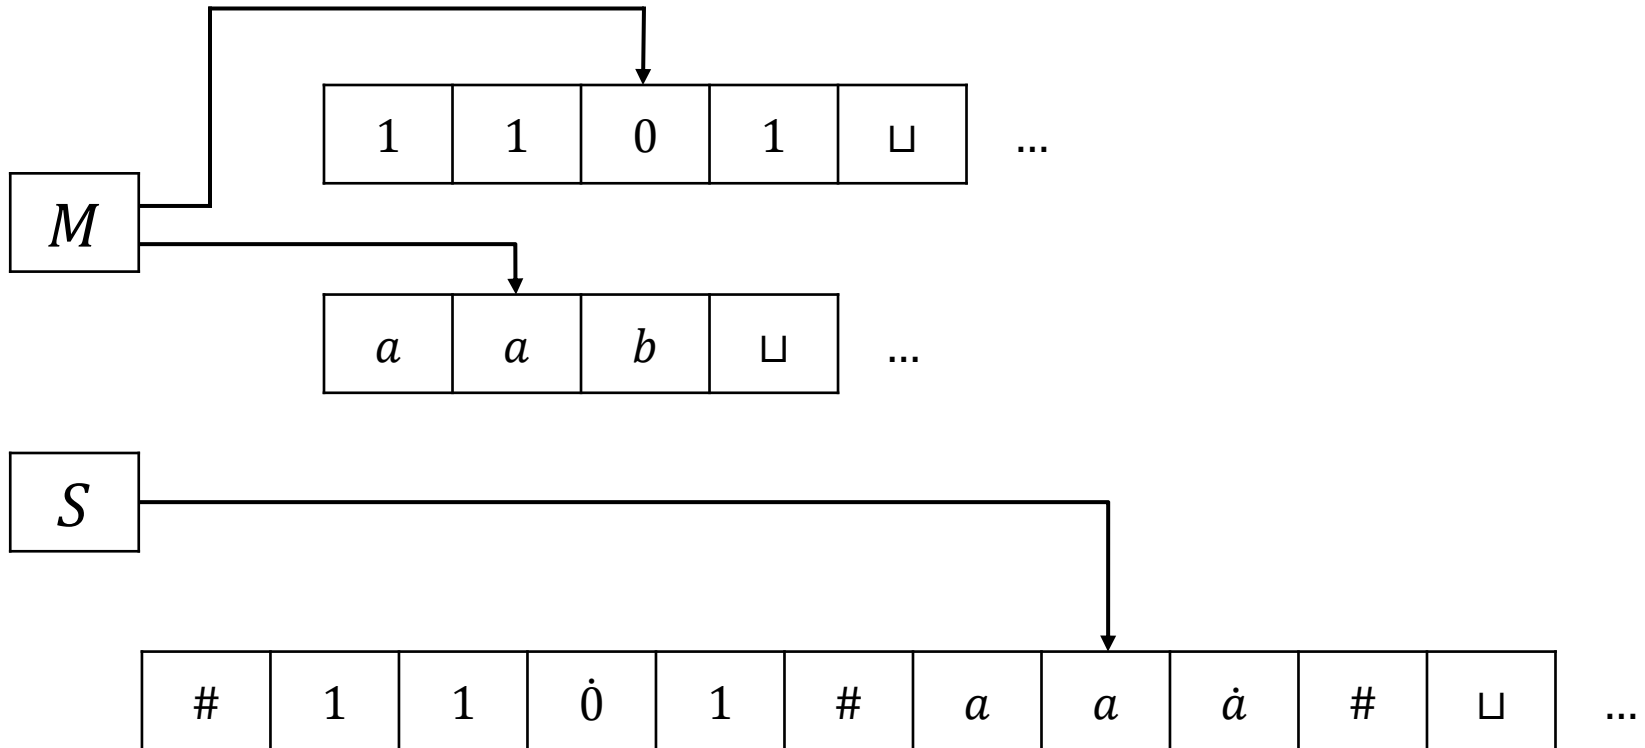 1 1 0 1 ⊔ ...
M
a a b ⊔ ...
S
# 1 1 0̇ 1 # a a ȧ # ⊔ ...